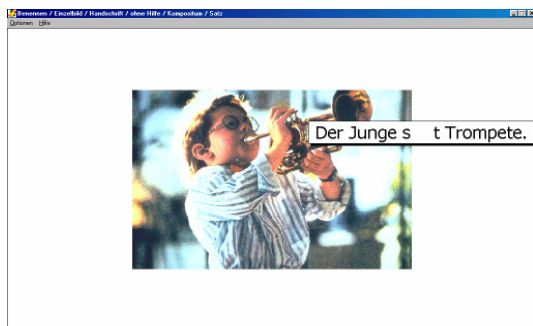 Benennen / Einzelbild / Handschrift / ohne Hilfe / Kompositum / Satz
Optionen Hilfe
Der Junge s t Trompete.